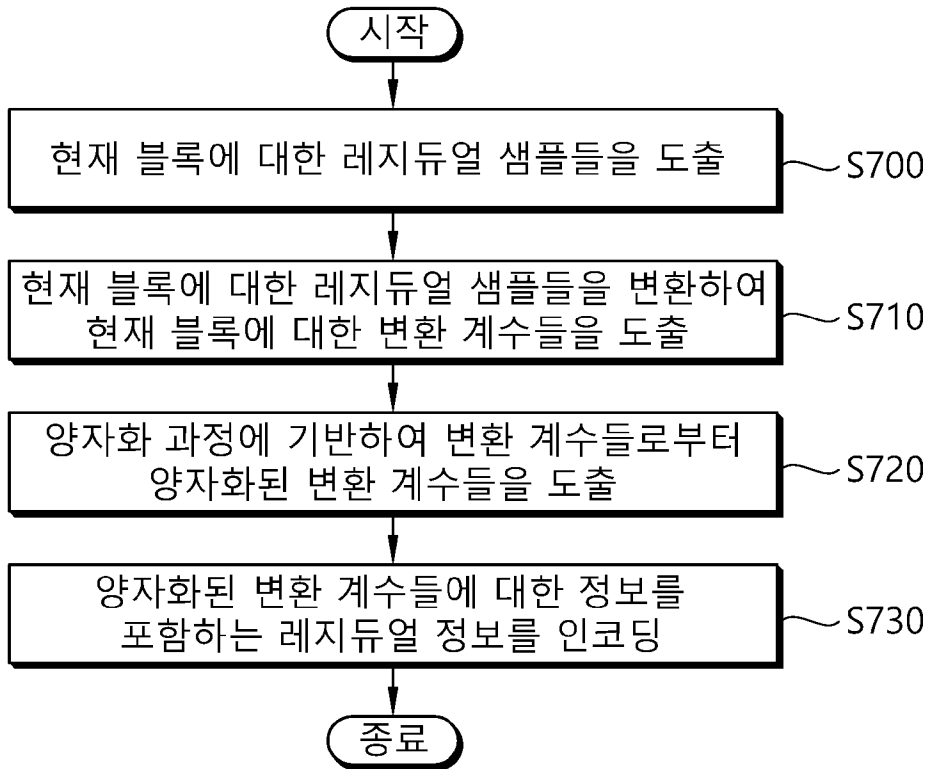 시작
현재 블록에 대한 레지듀얼 샘플들을 도출
S700
현재 블록에 대한 레지듀얼 샘플들을 변환하여
현재 블록에 대한 변환 계수들을 도출
S710
양자화 과정에 기반하여 변환 계수들로부터
양자화된 변환 계수들을 도출
S720
양자화된 변환 계수들에 대한 정보를
포함하는 레지듀얼 정보를 인코딩
S730
종료